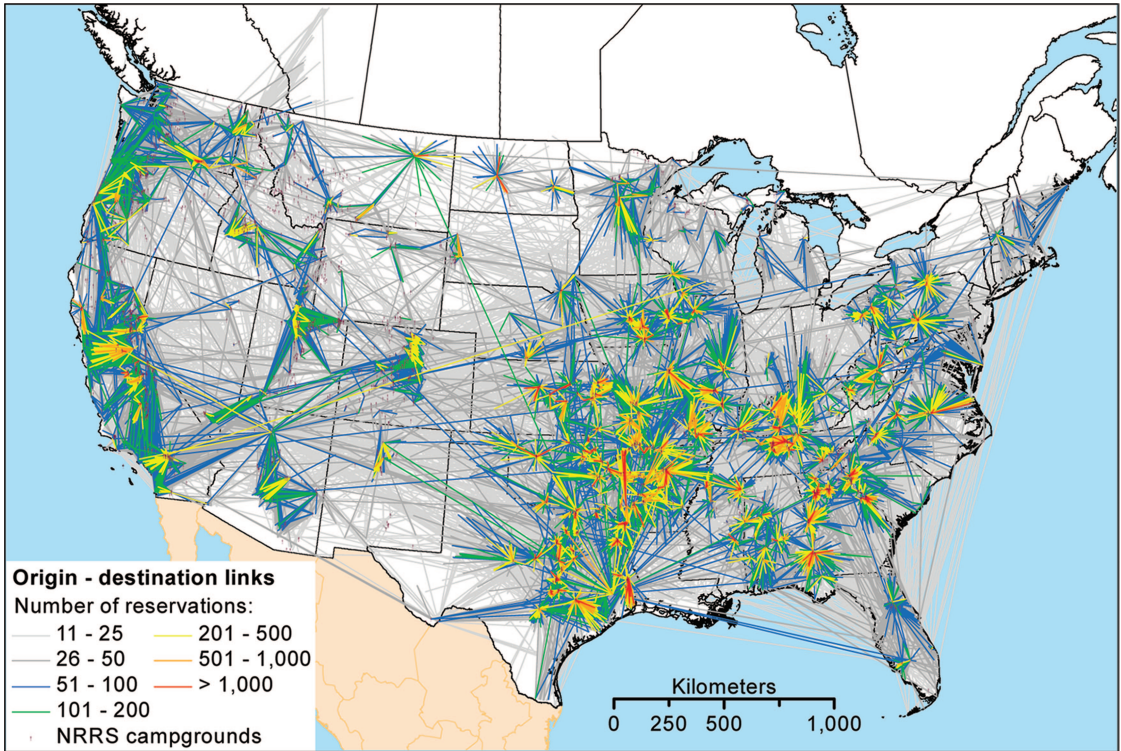 Origin - destination links
Number of reservations:
11 - 25
201 - 500
26 - 50
501 - 1,000
51 - 100
> 1,000
101 - 200
NRRS campgrounds
Kilometers
0 250 500 1,000